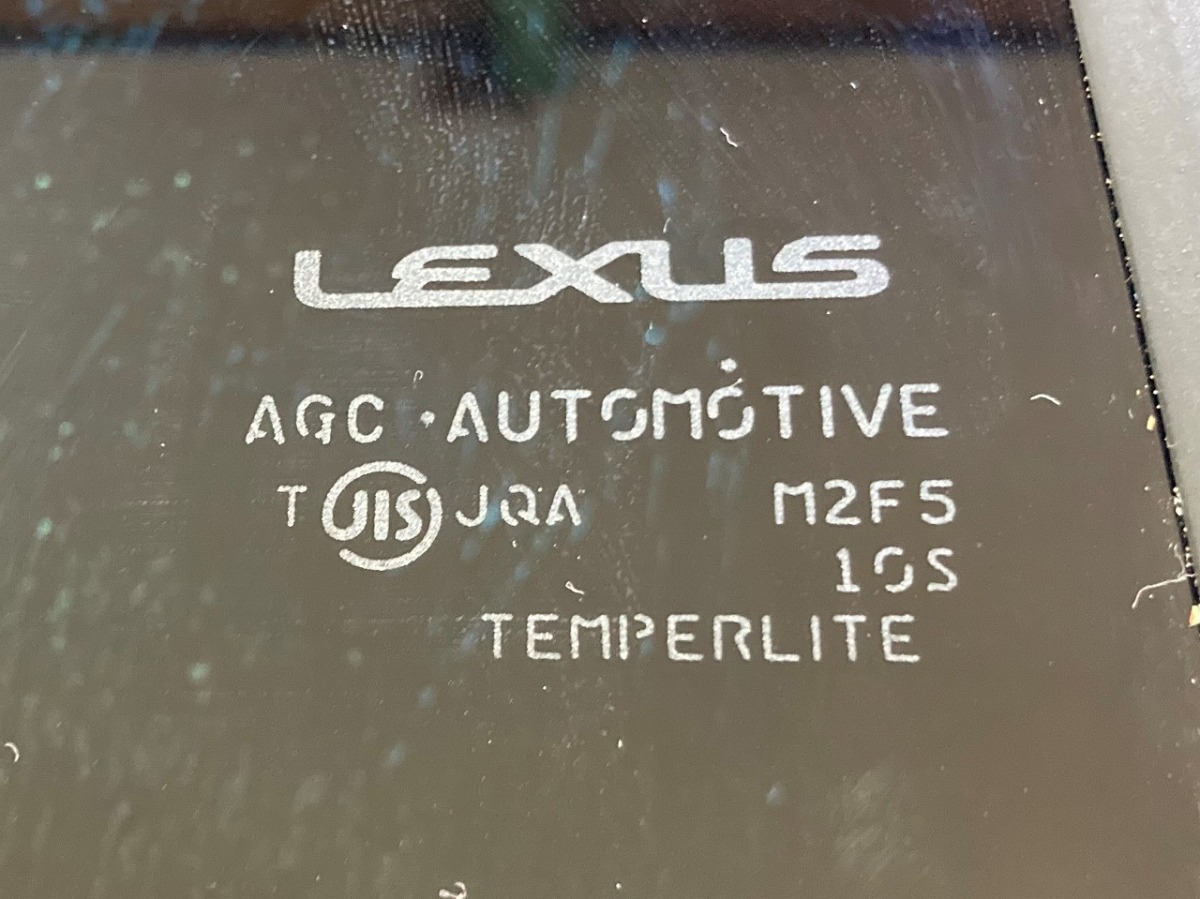 LEXUS
AGC · AUTOMOTIVE
T JIS JQA M2F5
10S
TEMPERLITE